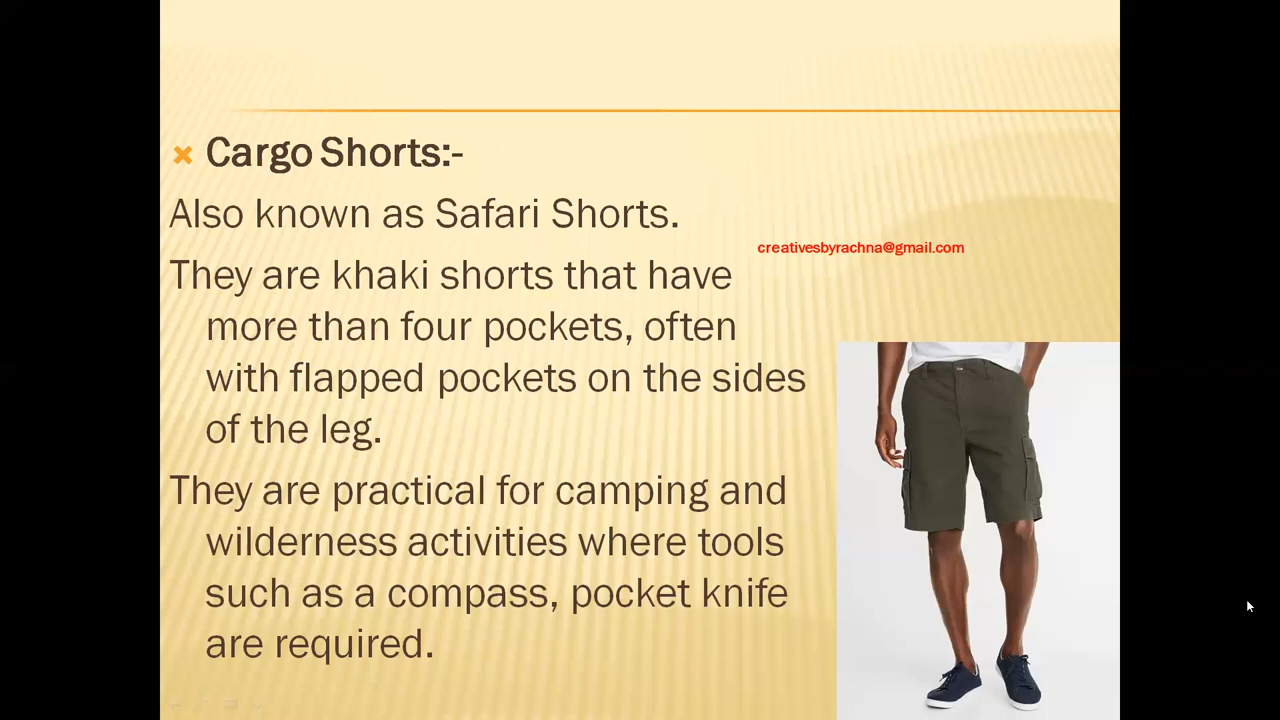 Cargo Shorts:-
Also known as Safari Shorts.
creativesbyrachna@gmail.com
They are khaki shorts that have
more than four pockets, often
with flapped pockets on the sides
of the leg.
They are practical for camping and
wilderness activities where tools
such as a compass, pocket knife
are required.